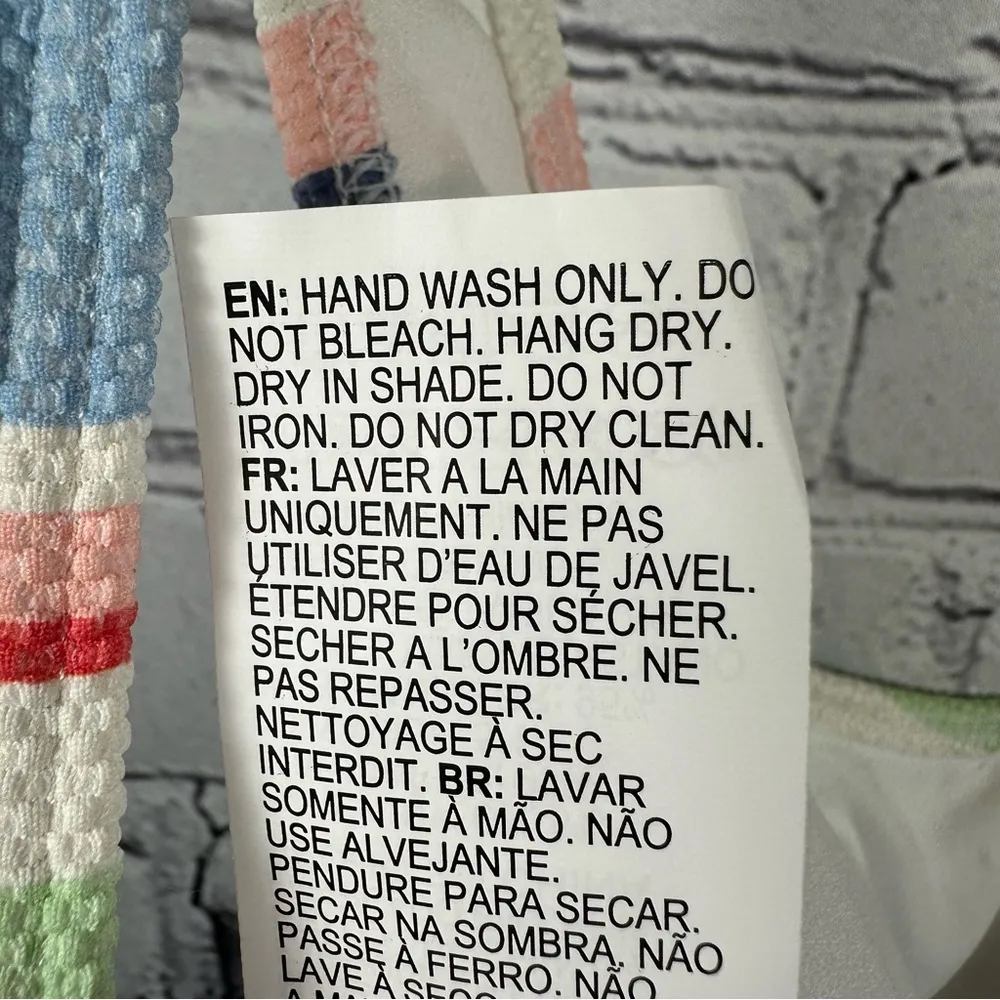 EN: HAND WASH ONLY. DO
NOT BLEACH. HANG DRY.
DRY IN SHADE. DO NOT
IRON. DO NOT DRY CLEAN.
FR: LAVER A LA MAIN
UNIQUEMENT. NE PAS
UTILISER D'EAU DE JAVEL.
ÉTENDRE POUR SÉCHER.
SECHER A L'OMBRE. NE
PAS REPASSER.
NETTOYAGE À SEC
INTERDIT. BR: LAVAR
SOMENTE À MÃO. NÃO
USE ALVEJANTE.
PENDURE PARA SECAR.
SECAR NA SOMBRA. NÃO
PASSE À FERRO. NÃO
LAVE À SECO